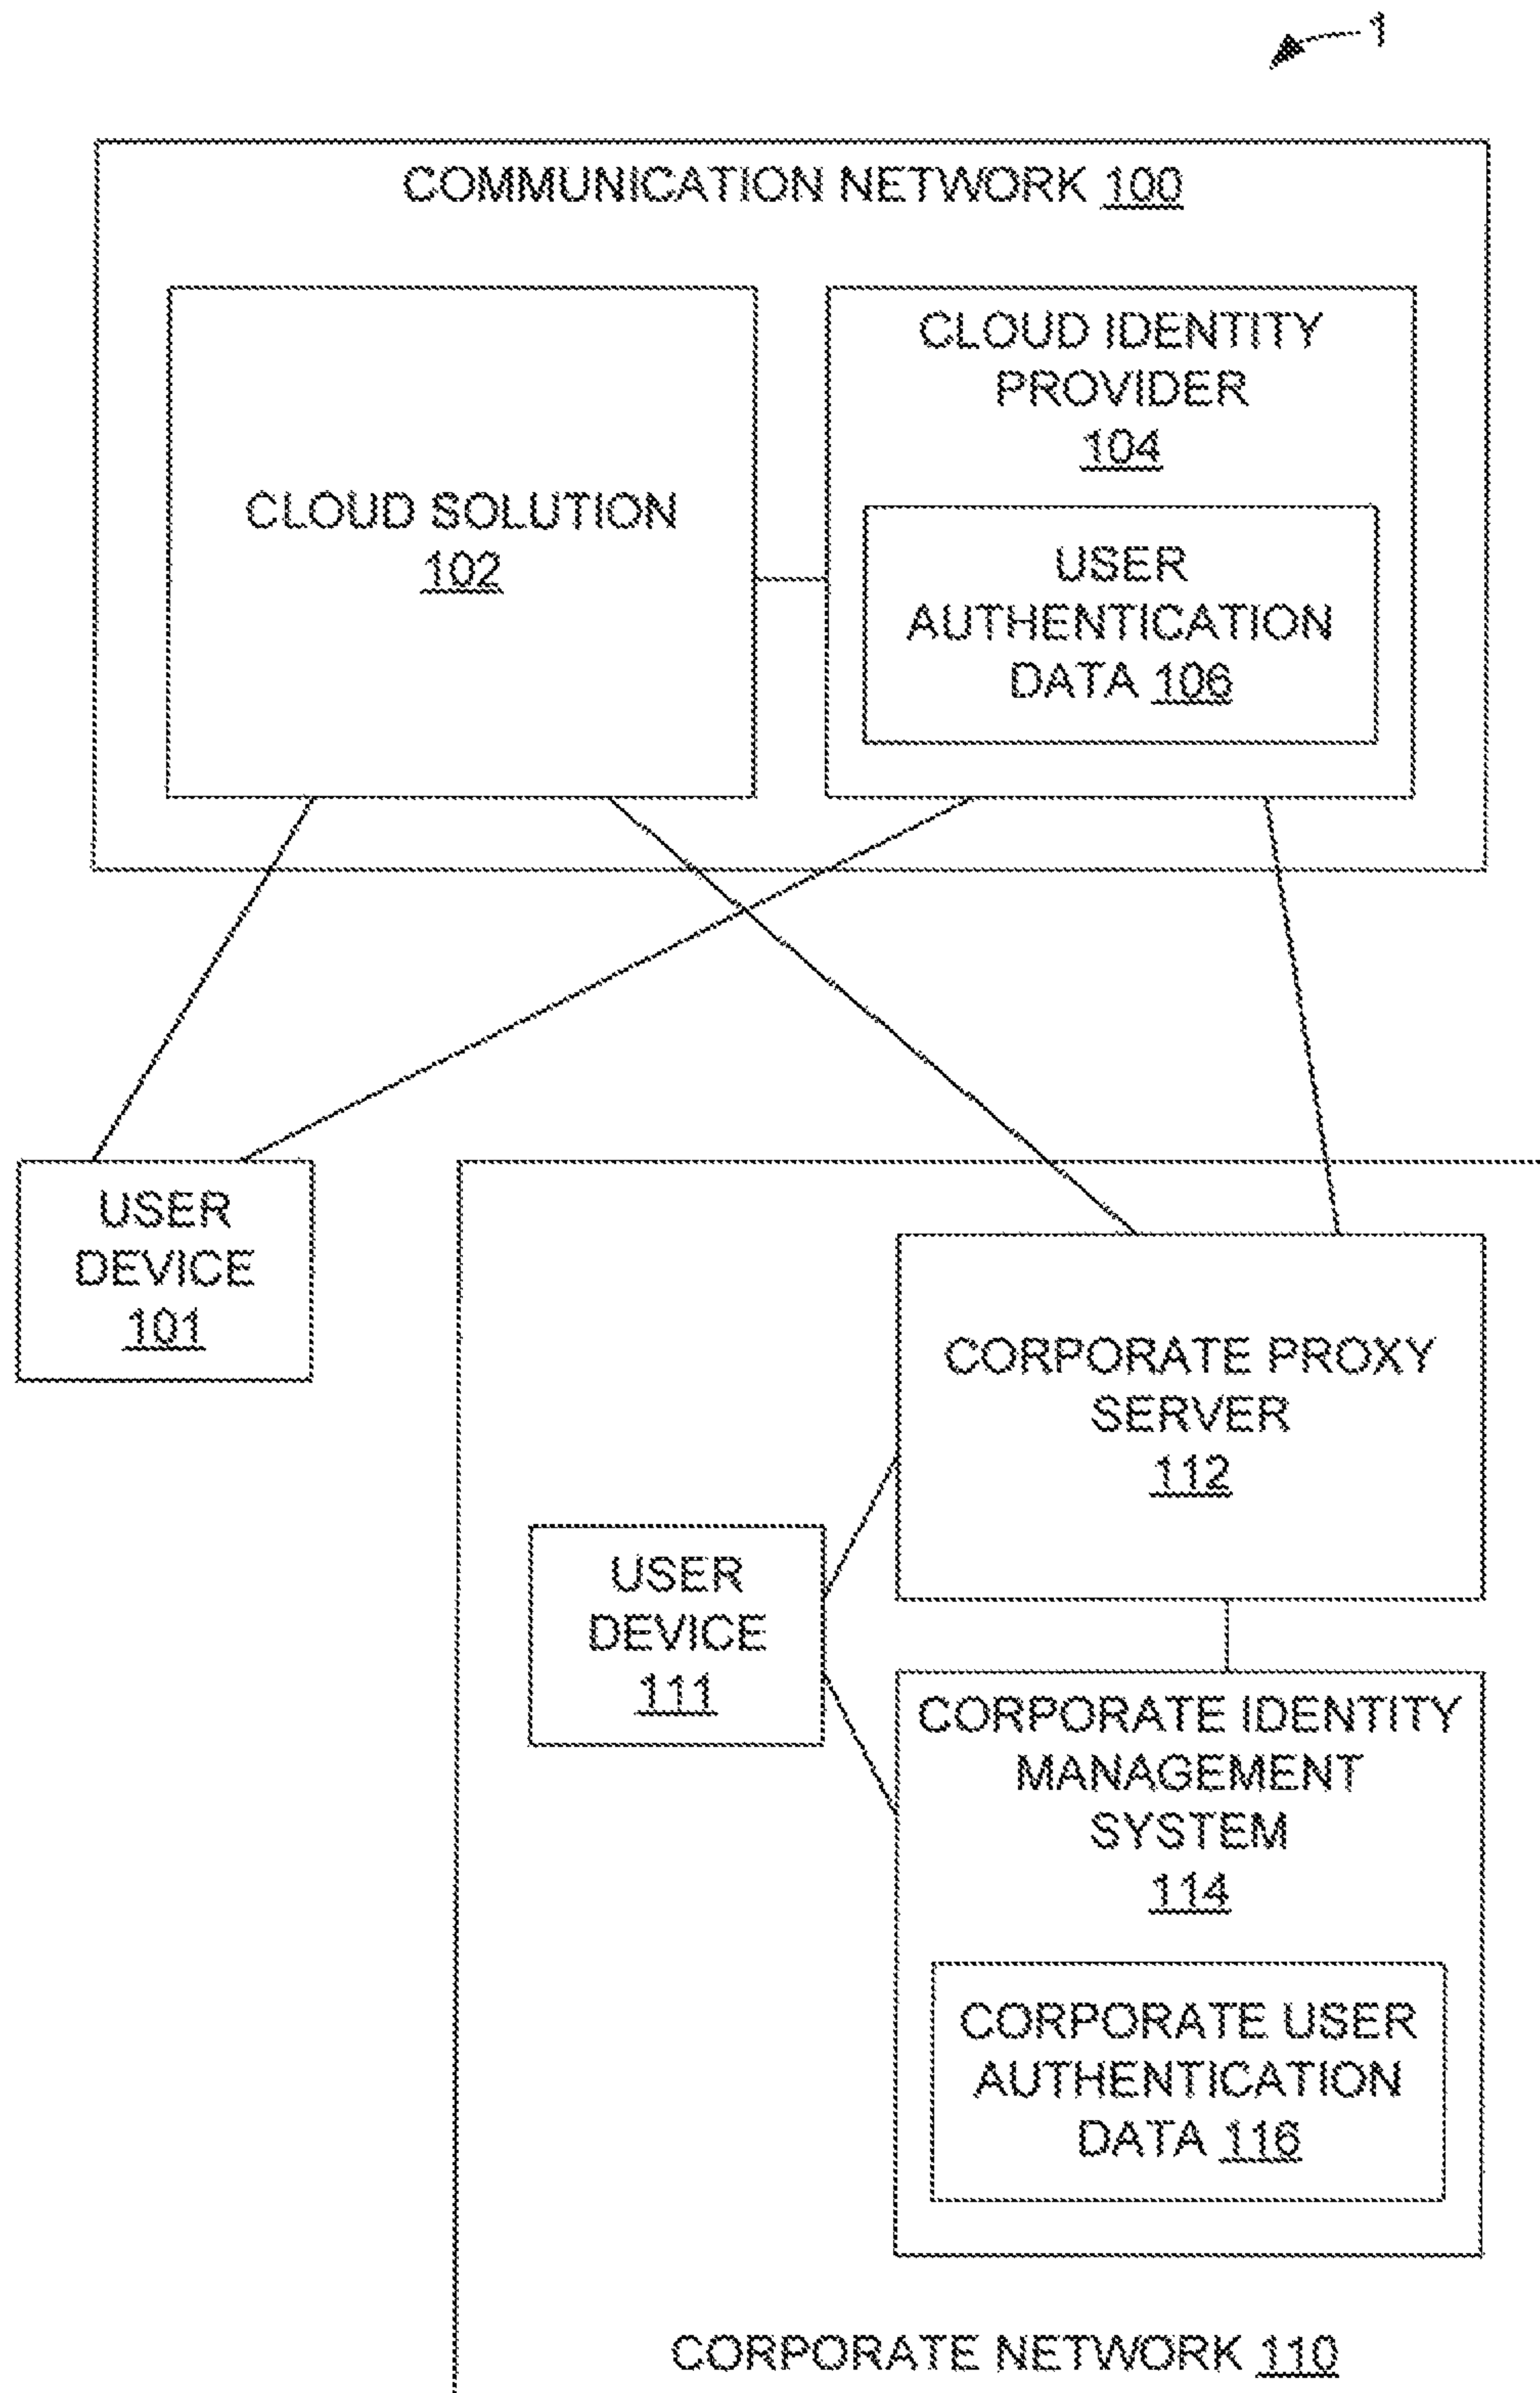 1
COMMUNICATION NETWORK 100
CLOUD SOLUTION
102
CLOUD IDENTITY
PROVIDER
104
USER
AUTHENTICATION
DATA 106
USER
DEVICE
101
CORPORATE PROXY
SERVER
112
USER
DEVICE
111
CORPORATE IDENTITY
MANAGEMENT
SYSTEM
114
CORPORATE USER
AUTHENTICATION
DATA 116
CORPORATE NETWORK 110